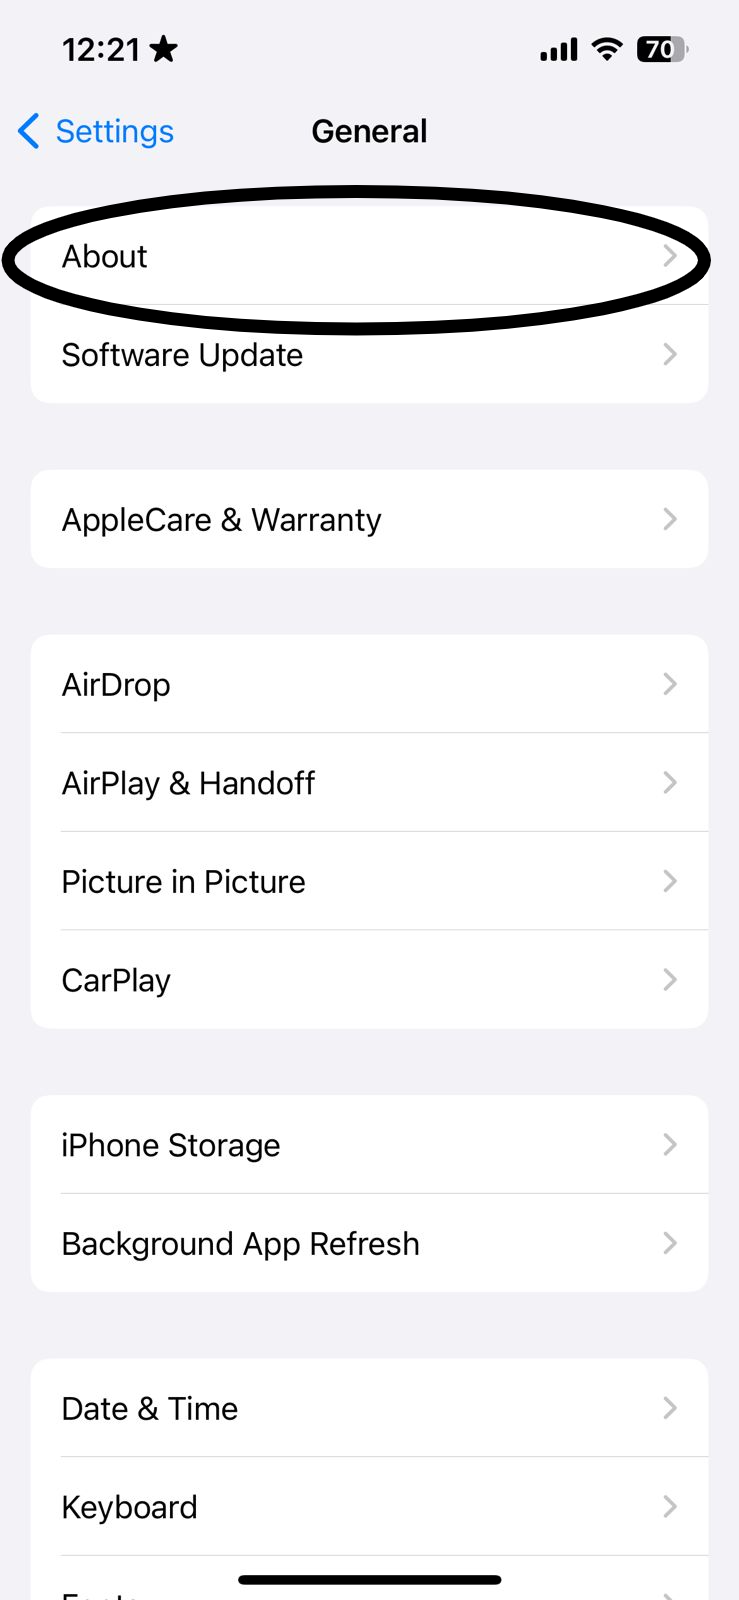 12:21
70
Settings
General
About
Software Update
AppleCare & Warranty
AirDrop
AirPlay & Handoff
Picture in Picture
CarPlay
iPhone Storage
Background App Refresh
Date & Time
Keyboard